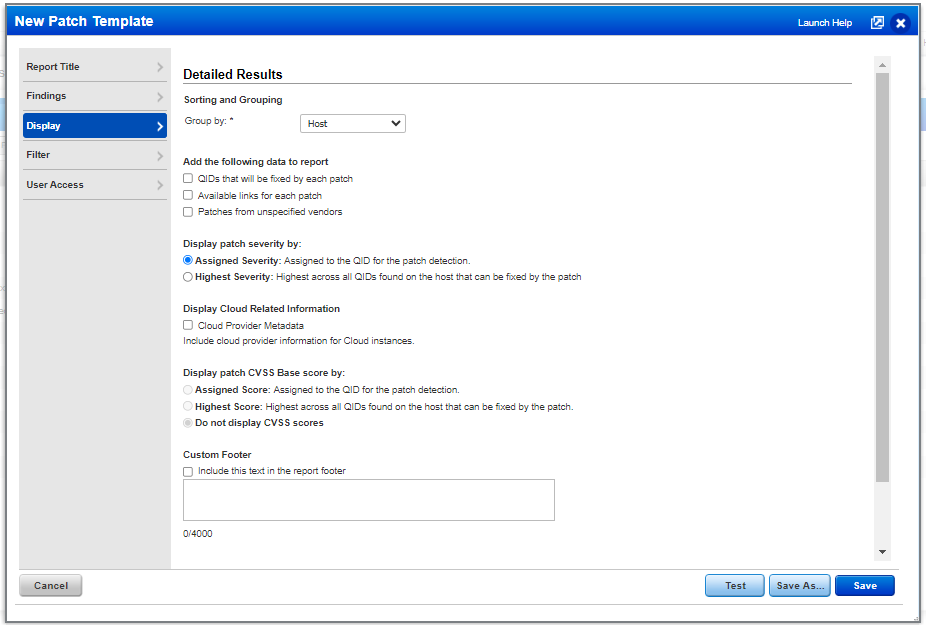 New Patch Template
Launch Help
Report Title
Findings
Display
Filter
User Access
Detailed Results
Sorting and Grouping
Group by: *
Host
Add the following data to report
QIDs that will be fixed by each patch
Available links for each patch
Patches from unspecified vendors
Display patch severity by:
Assigned Severity: Assigned to the QID for the patch detection.
Highest Severity: Highest across all QIDs found on the host that can be fixed by the patch
Display Cloud Related Information
Cloud Provider Metadata
Include cloud provider information for Cloud instances.
Display patch CVSS Base score by:
Assigned Score: Assigned to the QID for the patch detection.
Highest Score: Highest across all QIDs found on the host that can be fixed by the patch.
Do not display CVSS scores
Custom Footer
Include this text in the report footer
0/4000
Cancel
Test
Save As...
Save